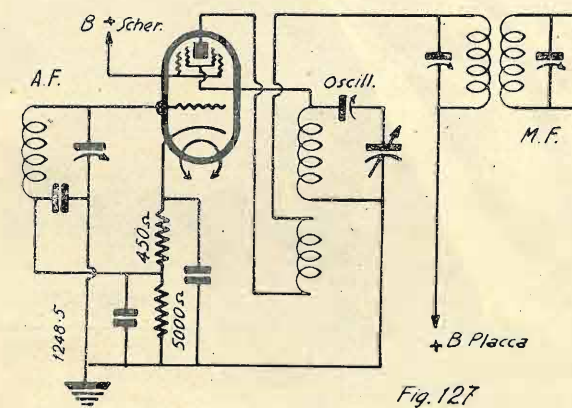 B + Scher.
A.F.
Oscill.
M.F.
450Ω
5000Ω
1248·5
+ B Placca
Fig. 127